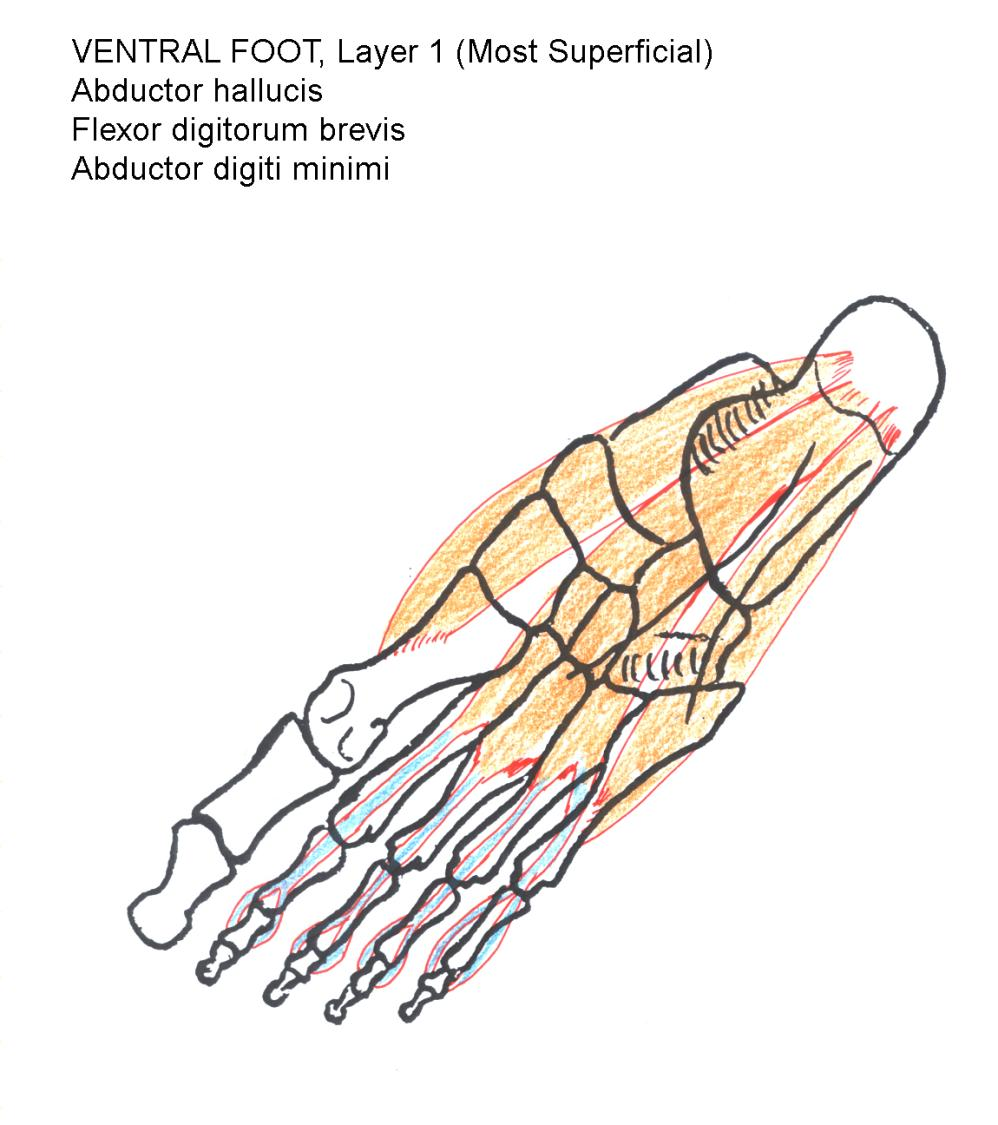 VENTRAL FOOT, Layer 1 (Most Superficial)
Abductor hallucis
Flexor digitorum brevis
Abductor digiti minimi